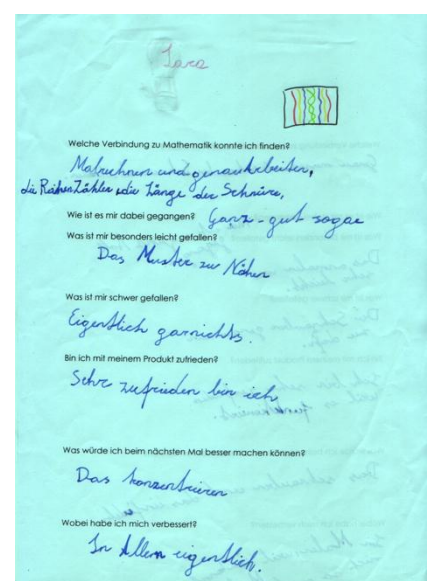 Sara
Welche Verbindung zu Mathematik konnte ich finden?
Malrechnen und genau Arbeiten,
die Reihen Zählen, die Länge der Schnüre,
Wie ist es mir dabei gegangen? Ganz-gut sogar
Was ist mir besonders leicht gefallen?
Das Muster zu Nähen
Was ist mir schwer gefallen?
Eigentlich garnichts.
Bin ich mit meinem Produkt zufrieden?
Sehr zufrieden bin ich
Was würde ich beim nächsten Mal besser machen können?
Das konzentrieren
Wobei habe ich mich verbessert?
In Allem eigentlich.